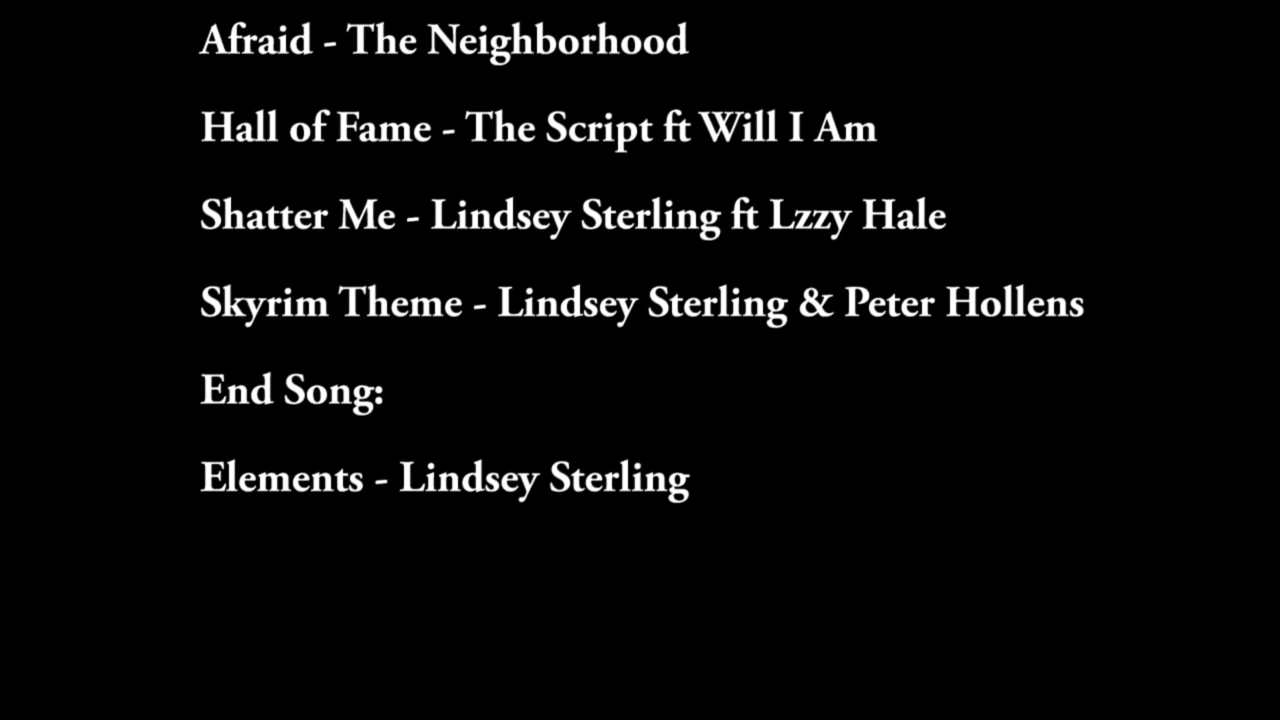 Afraid - The Neighborhood
Hall of Fame - The Script ft Will I Am
Shatter Me - Lindsey Sterling ft Lzzy Hale
Skyrim Theme - Lindsey Sterling & Peter Hollens
End Song:
Elements - Lindsey Sterling